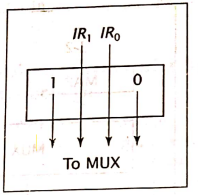 IR₁ IR₀
1 0
To MUX